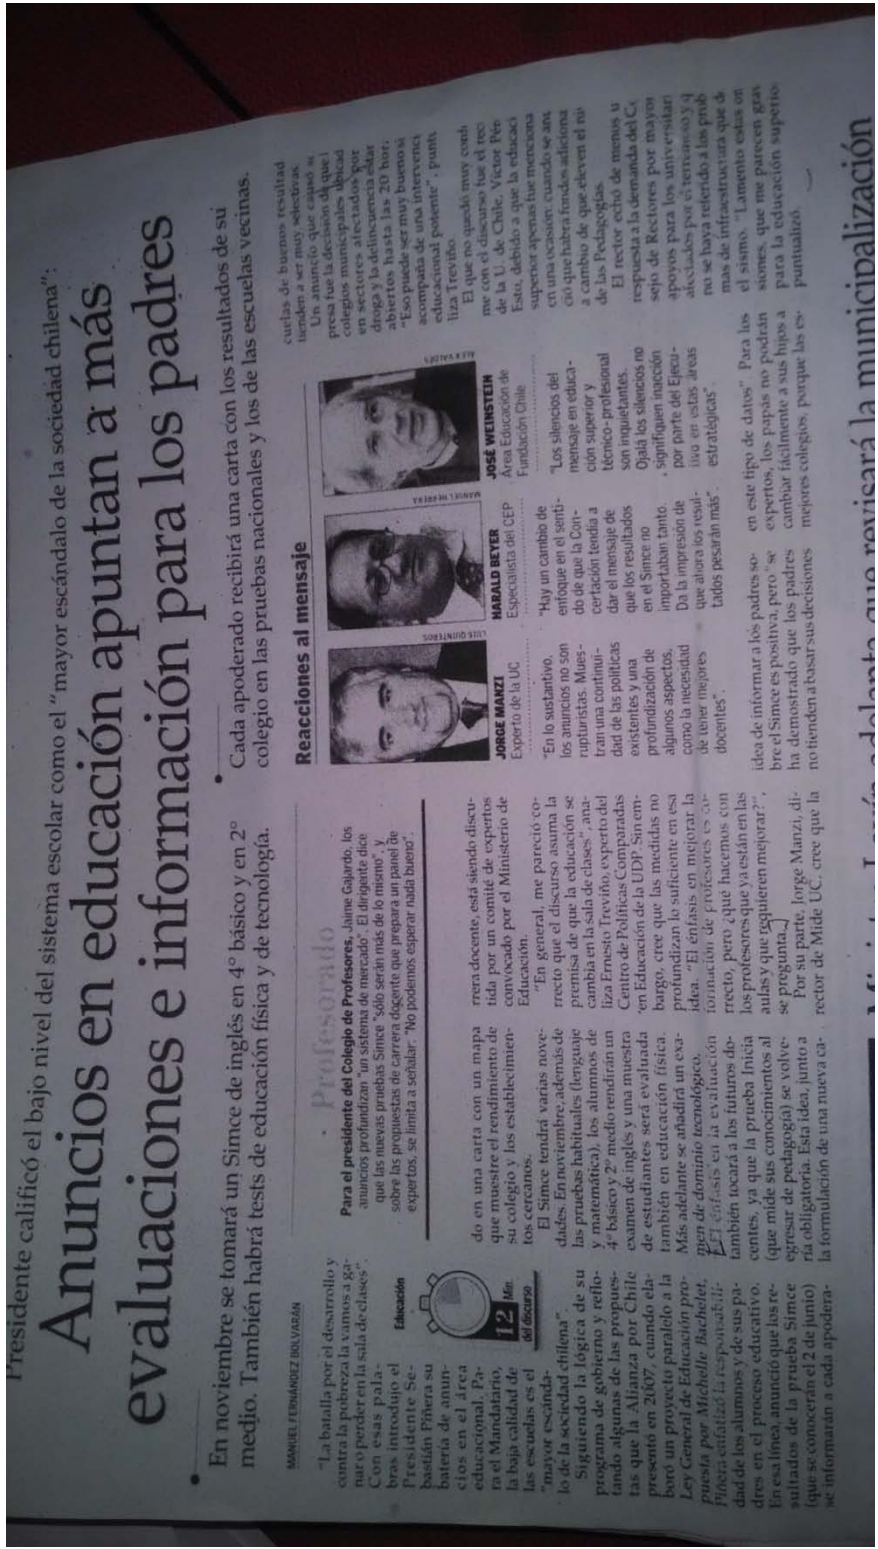 Presidente calificó el bajo nivel del sistema escolar como el "mayor escándalo de la sociedad chilena":
Anuncios en educación apuntan a más
evaluaciones e información para los padres
En noviembre se tomará un Simce de inglés en 4° básico y en 2°
medio. También habrá tests de educación física y de tecnología.
Cada apoderado recibirá una carta con los resultados de su
colegio en las pruebas nacionales y los de las escuelas vecinas.
MANUEL FERNÁNDEZ BOLVARÁN
"La batalla por el desarrollo y
contra la pobreza la vamos a ga-
nar o perder en la sala de clases".
Con esas pala-
bras introdujo el
Presidente Se-
bastián Piñera su
batería de anun-
cios en el área
educacional. Pa-
ra el Mandatario,
la baja calidad de
las escuelas es el
"mayor escánda-
lo de la sociedad chilena".
Siguiendo la lógica de su
programa de gobierno y reflo-
tando algunas de las propues-
tas que la Alianza por Chile
presentó en 2007, cuando ela-
boró un proyecto paralelo a la
Ley General de Educación pro-
puesta por Michelle Bachelet,
Piñera enfatizó la responsabili-
dad de los alumnos y de sus pa-
dres en el proceso educativo.
En esa línea, anunció que los re-
sultados de la prueba Simce
(que se conocerán el 2 de junio)
se informarán a cada apodera-
Educación
12 Min.
del discurso
Profesorado
Para el presidente del Colegio de Profesores, Jaime Gajardo, los
anuncios profundizan "un sistema de mercado". El dirigente dice
que las nuevas pruebas Simce "sólo serán más de lo mismo", y
sobre las propuestas de carrera docente que prepara un panel de
expertos, se limita a señalar: "No podemos esperar nada bueno".
do en una carta con un mapa
que muestre el rendimiento de
su colegio y los establecimien-
tos cercanos.
El Simce tendrá varias nove-
dades. En noviembre, además de
las pruebas habituales (lenguaje
y matemática), los alumnos de
4° básico y 2° medio rendirán un
examen de inglés y una muestra
de estudiantes será evaluada
también en educación física.
Más adelante se añadirá un exa-
men de dominio tecnológico.
El énfasis en la evaluación
también tocará a los futuros do-
centes, ya que la prueba Inicia
(que mide sus conocimientos al
egresar de pedagogía) se volve-
ría obligatoria. Esta idea, junto a
la formulación de una nueva ca-
rrera docente, está siendo discu-
tida por un comité de expertos
convocado por el Ministerio de
Educación.
"En general, me pareció co-
rrecto que el discurso asuma la
premisa de que la educación se
cambia en la sala de clases", ana-
liza Ernesto Treviño, experto del
Centro de Políticas Comparadas
en Educación de la UDP. Sin em-
bargo, cree que las medidas no
profundizan lo suficiente en esa
idea. "El énfasis en mejorar la
formación de profesores es co-
rrecto, pero ¿qué hacemos con
los profesores que ya están en las
aulas y que requieren mejorar?",
se pregunta.
Por su parte, Jorge Manzi, di-
rector de Mide UC, cree que la
Reacciones al mensaje
LUIS QUINTEROS
JORGE MANZI
Experto de la UC
"En lo sustantivo,
los anuncios no son
rupturistas. Mues-
tran una continui-
dad de las políticas
existentes y una
profundización de
algunos aspectos,
como la necesidad
de tener mejores
docentes".
MANUEL HERRERA
HARALD BEYER
Especialista del CEP
"Hay un cambio de
enfoque en el senti-
do de que la Con-
certación tendía a
dar el mensaje de
que los resultados
en el Simce no
importaban tanto.
Da la impresión de
que ahora los resul-
tados pesarán más".
ALEX VALDÉS
JOSÉ WEINSTEIN
Área Educación de
Fundación Chile
"Los silencios del
mensaje en educa-
ción superior y
técnico-profesional
son inquietantes.
Ojalá los silencios no
signifiquen inacción
por parte del Ejecu-
tivo en estas áreas
estratégicas".
idea de informar a los padres so-
bre el Simce es positiva, pero "se
ha demostrado que los padres
no tienden a basar sus decisiones
en este tipo de datos". Para los
expertos, los papás no podrán
cambiar fácilmente a sus hijos a
mejores colegios, porque las es-
cuelas de buenos resultad
tienden a ser muy selectivas.
Un anuncio que causó so
presa fue la decisión de que
colegios municipales ubicad
en sectores afectados por
droga y la delincuencia estar
abiertos hasta las 20 hor.
"Eso puede ser muy bueno si
acompaña de una intervenci
educacional potente", puntu
liza Treviño.
El que no quedó muy confo
me con el discurso fue el rect
de la U. de Chile, Víctor Pér
Esto, debido a que la educaci
superior apenas fue menciona
en una ocasión: cuando se anu
ció que habrá fondos adiciona
a cambio de que eleven el ni
de las Pedagogías.
El rector echó de menos u
respuesta a la demanda del Co
sejo de Rectores por mayor
apoyos para los universitari
afectados por el terremoto y q
no se haya referido a los prob
mas de infraestructura que d
el sismo. "Lamento estas om
siones, que me parecen grav
para la educación superio
puntualizó.
que revisará la municipalización